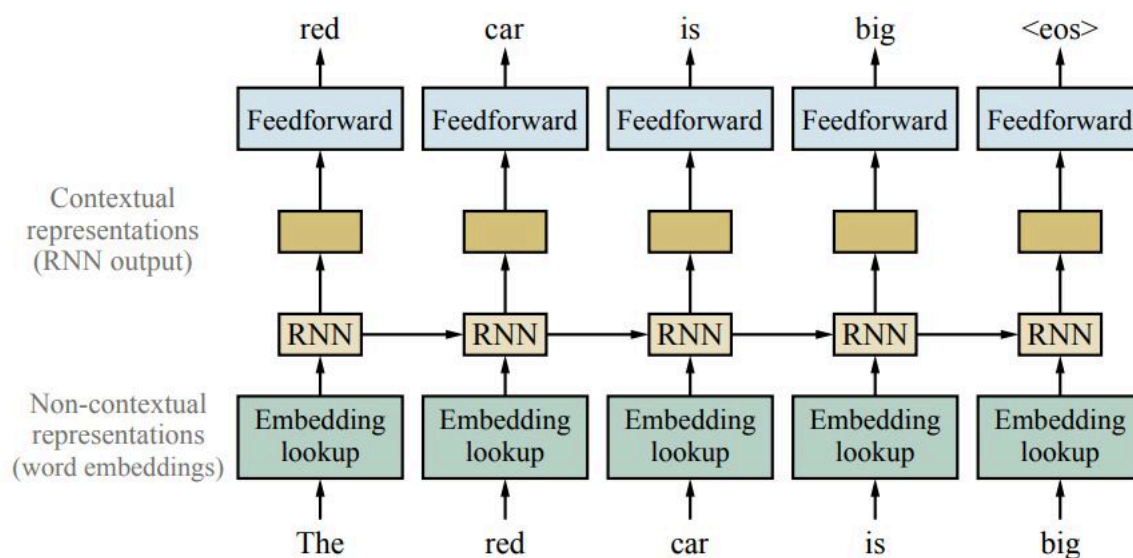 red car is big <eos>
Feedforward Feedforward Feedforward Feedforward Feedforward
Contextual
representations
(RNN output)
RNN RNN RNN RNN RNN
Non-contextual
representations
(word embeddings)
Embedding Embedding Embedding Embedding Embedding
lookup lookup lookup lookup lookup
The red car is big